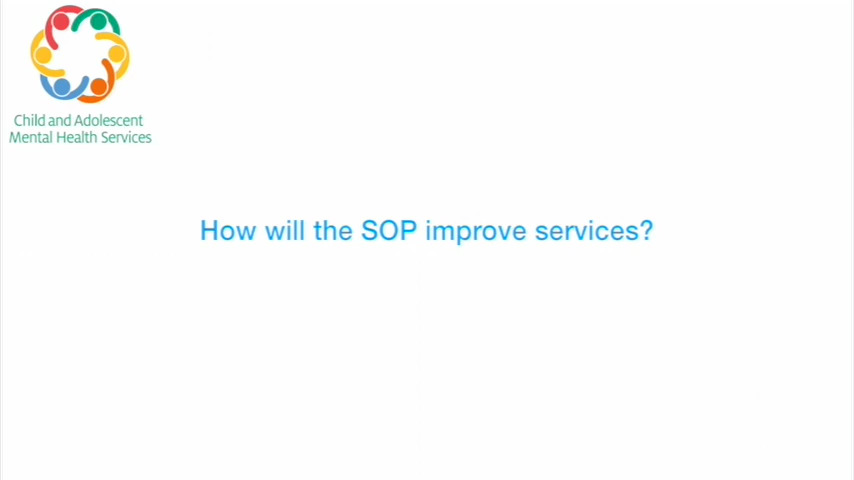 Child and Adolescent
Mental Health Services
How will the SOP improve services?